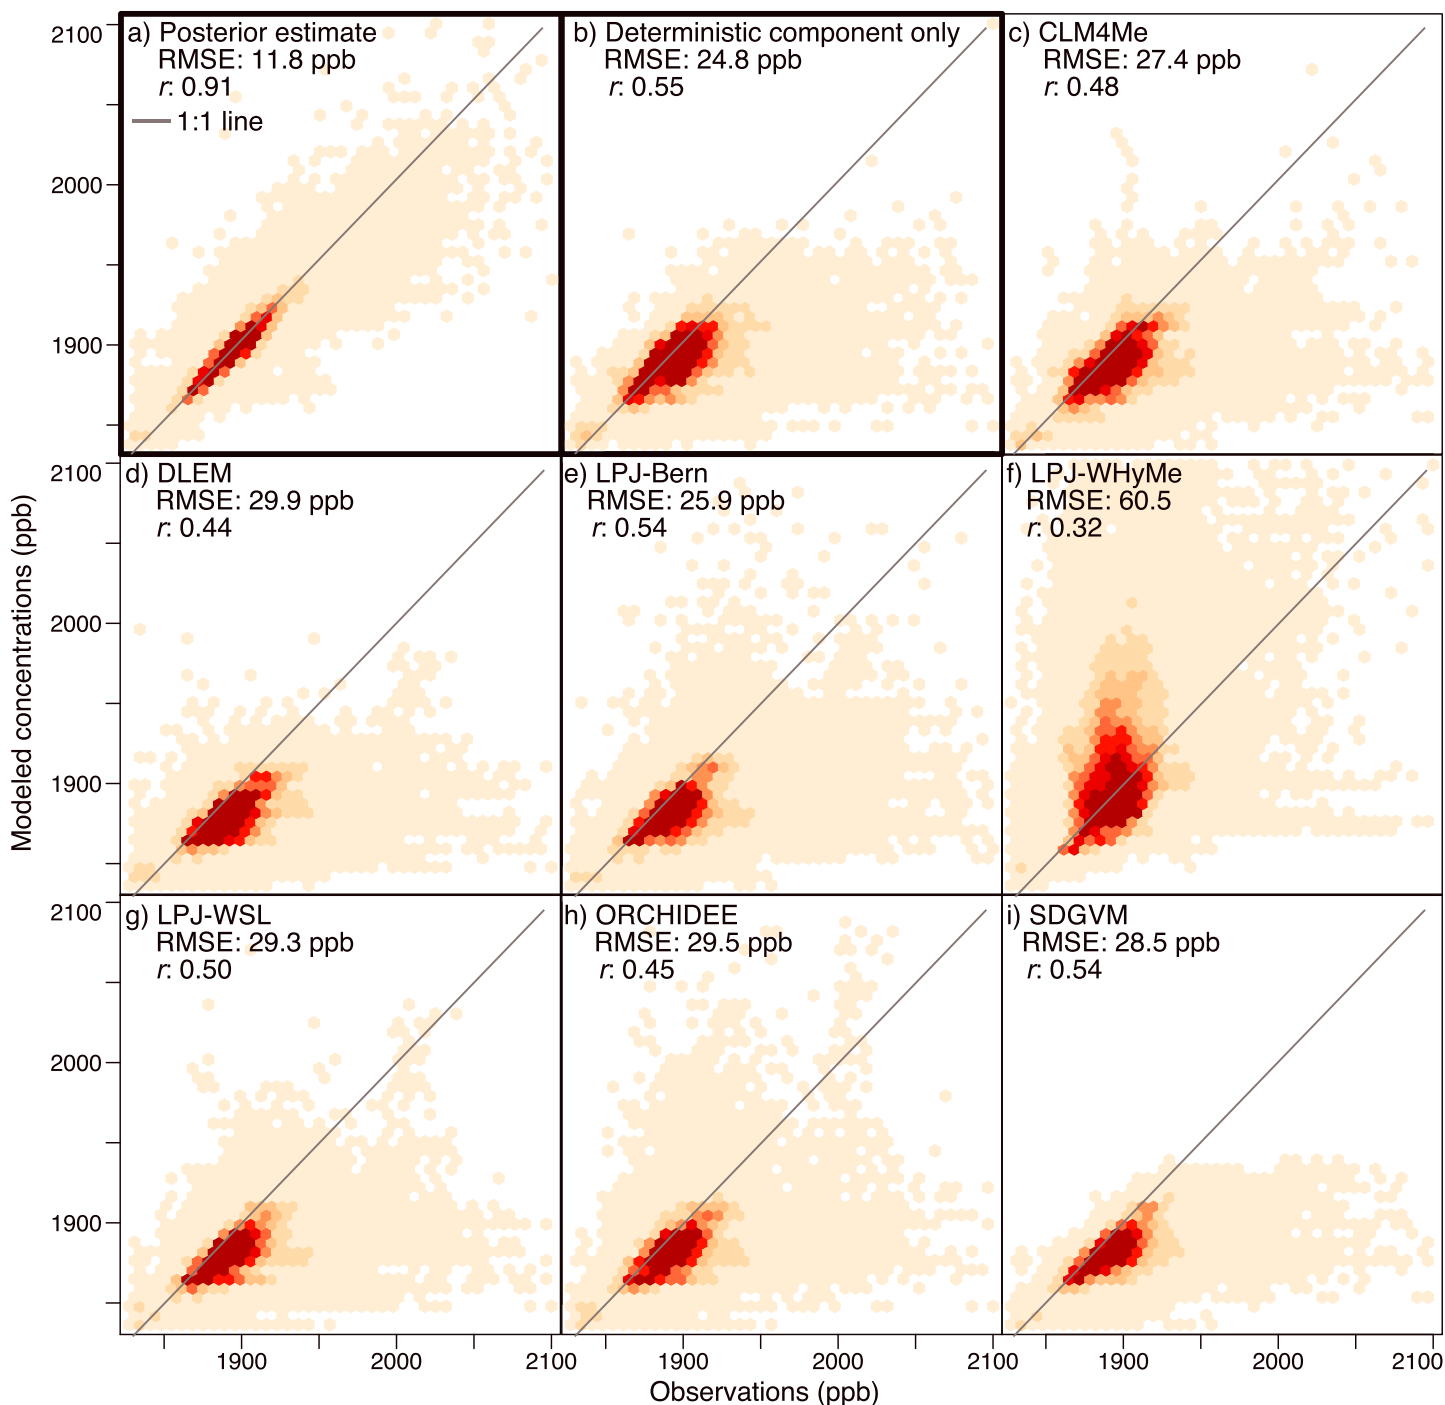 a) Posterior estimate
RMSE: 11.8 ppb
r: 0.91
1:1 line
b) Deterministic component only
RMSE: 24.8 ppb
r: 0.55
c) CLM4Me
RMSE: 27.4 ppb
r: 0.48
2100
2000
1900
d) DLEM
RMSE: 29.9 ppb
r: 0.44
e) LPJ-Bern
RMSE: 25.9 ppb
r: 0.54
f) LPJ-WHyMe
RMSE: 60.5
r: 0.32
2100
2000
1900
Modeled concentrations (ppb)
g) LPJ-WSL
RMSE: 29.3 ppb
r: 0.50
h) ORCHIDEE
RMSE: 29.5 ppb
r: 0.45
i) SDGVM
RMSE: 28.5 ppb
r: 0.54
2100
2000
1900
1900 2000 2100 1900 2000 2100 1900 2000 2100
Observations (ppb)